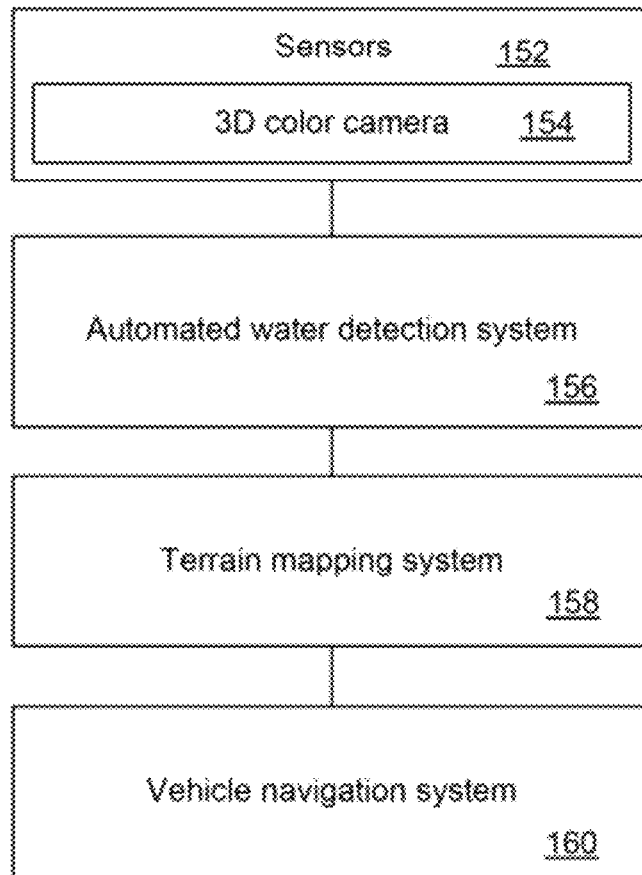 Sensors 152
3D color camera 154
Automated water detection system
156
Terrain mapping system
158
Vehicle navigation system
160